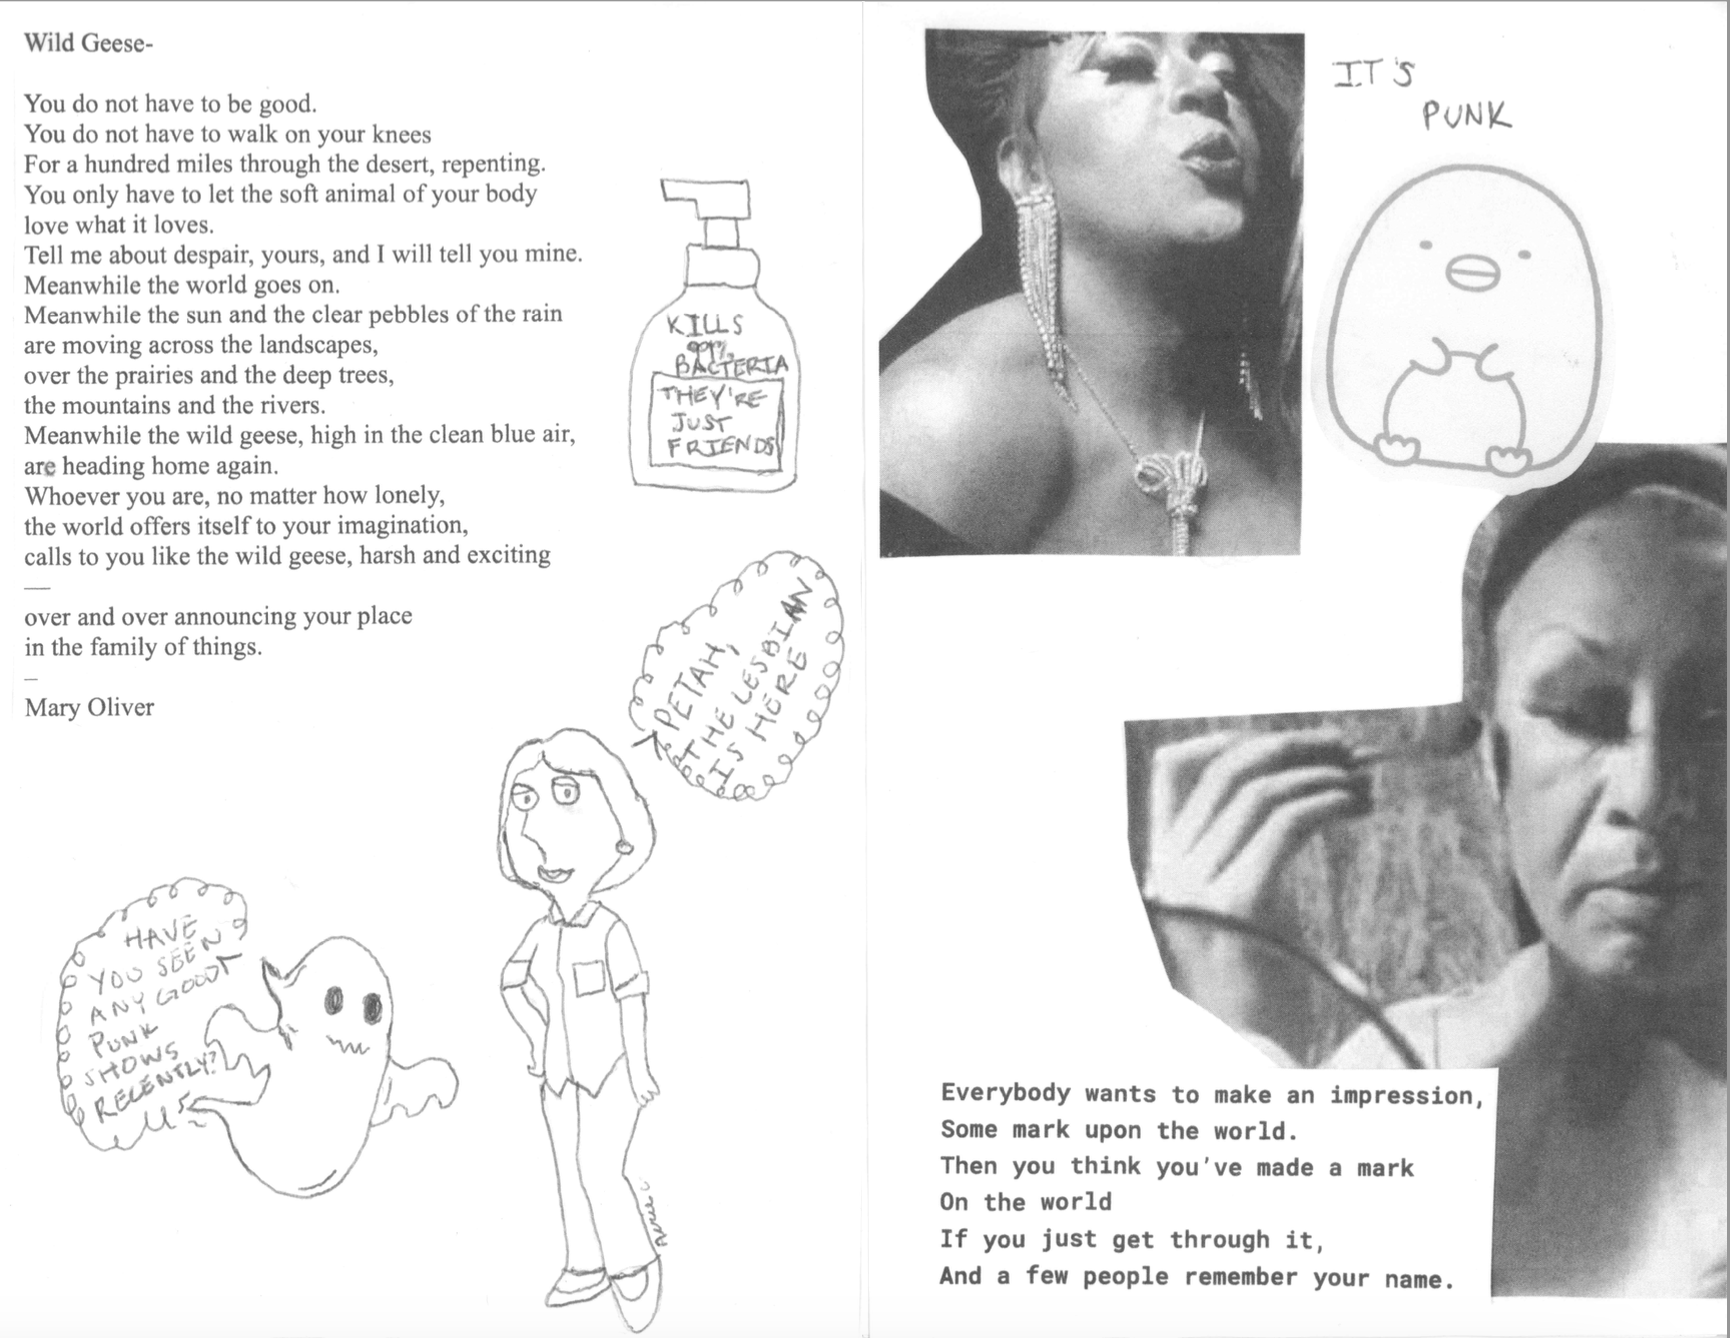 Wild Geese-
You do not have to be good.
You do not have to walk on your knees
For a hundred miles through the desert, repenting.
You only have to let the soft animal of your body
love what it loves.
Tell me about despair, yours, and I will tell you mine.
Meanwhile the world goes on.
Meanwhile the sun and the clear pebbles of the rain
are moving across the landscapes,
over the prairies and the deep trees,
the mountains and the rivers.
Meanwhile the wild geese, high in the clean blue air,
are heading home again.
Whoever you are, no matter how lonely,
the world offers itself to your imagination,
calls to you like the wild geese, harsh and exciting
—
over and over announcing your place
in the family of things.
–
Mary Oliver
KILLS
99%
BACTERIA
THEY'RE
JUST
FRIENDS
PETAH,
THE LESBIAN
IS HERE
HAVE
YOU SEEN
ANY GOOD
PUNK
SHOWS
RECENTLY?
IT'S
PUNK
Everybody wants to make an impression,
Some mark upon the world.
Then you think you've made a mark
On the world
If you just get through it,
And a few people remember your name.